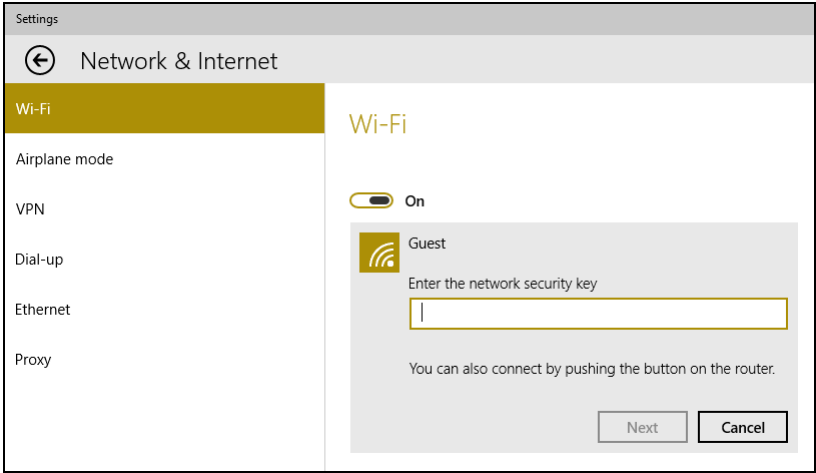 Settings
Network & Internet
Wi-Fi
Airplane mode
VPN
Dial-up
Ethernet
Proxy
Wi-Fi
On
Guest
Enter the network security key
You can also connect by pushing the button on the router.
Next
Cancel